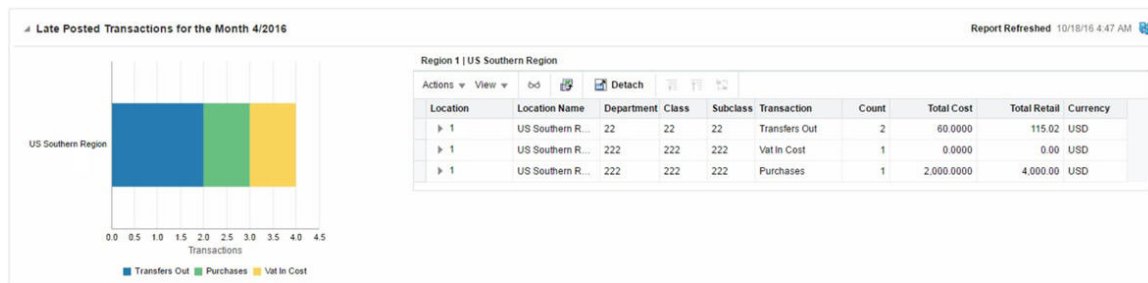 Late Posted Transactions for the Month 4/2016
Report Refreshed 10/18/16 4:47 AM
US Southern Region
0.0 0.5 1.0 1.5 2.0 2.5 3.0 3.5 4.0 4.5
Transactions
Transfers Out Purchases Vat In Cost
Region 1 | US Southern Region
Actions View Detach
Location Location Name Department Class Subclass Transaction Count Total Cost Total Retail Currency
1 US Southern R... 22 22 22 Transfers Out 2 60.0000 115.02 USD
1 US Southern R... 222 222 222 Vat In Cost 1 0.0000 0.00 USD
1 US Southern R... 222 222 222 Purchases 1 2,000.0000 4,000.00 USD